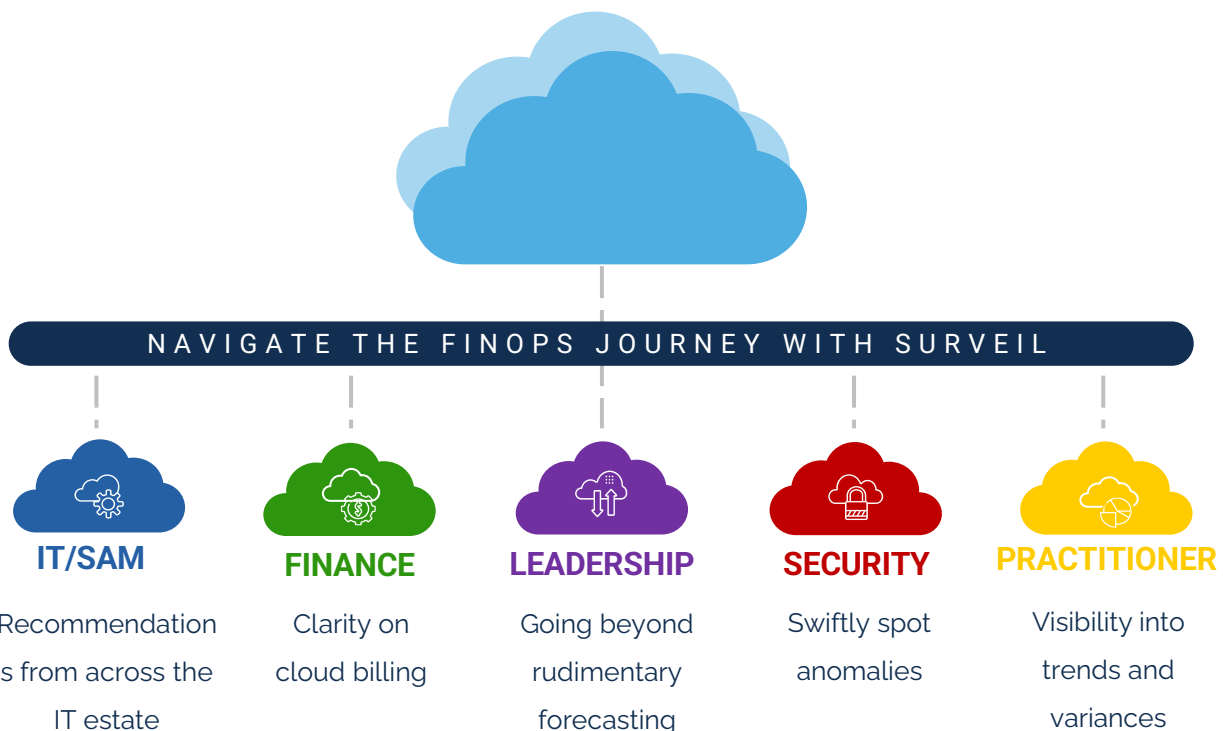 NAVIGATE THE FINOPS JOURNEY WITH SURVEIL
IT/SAM
Recommendation
s from across the
IT estate
FINANCE
Clarity on
cloud billing
LEADERSHIP
Going beyond
rudimentary
forecasting
SECURITY
Swiftly spot
anomalies
PRACTITIONER
Visibility into
trends and
variances